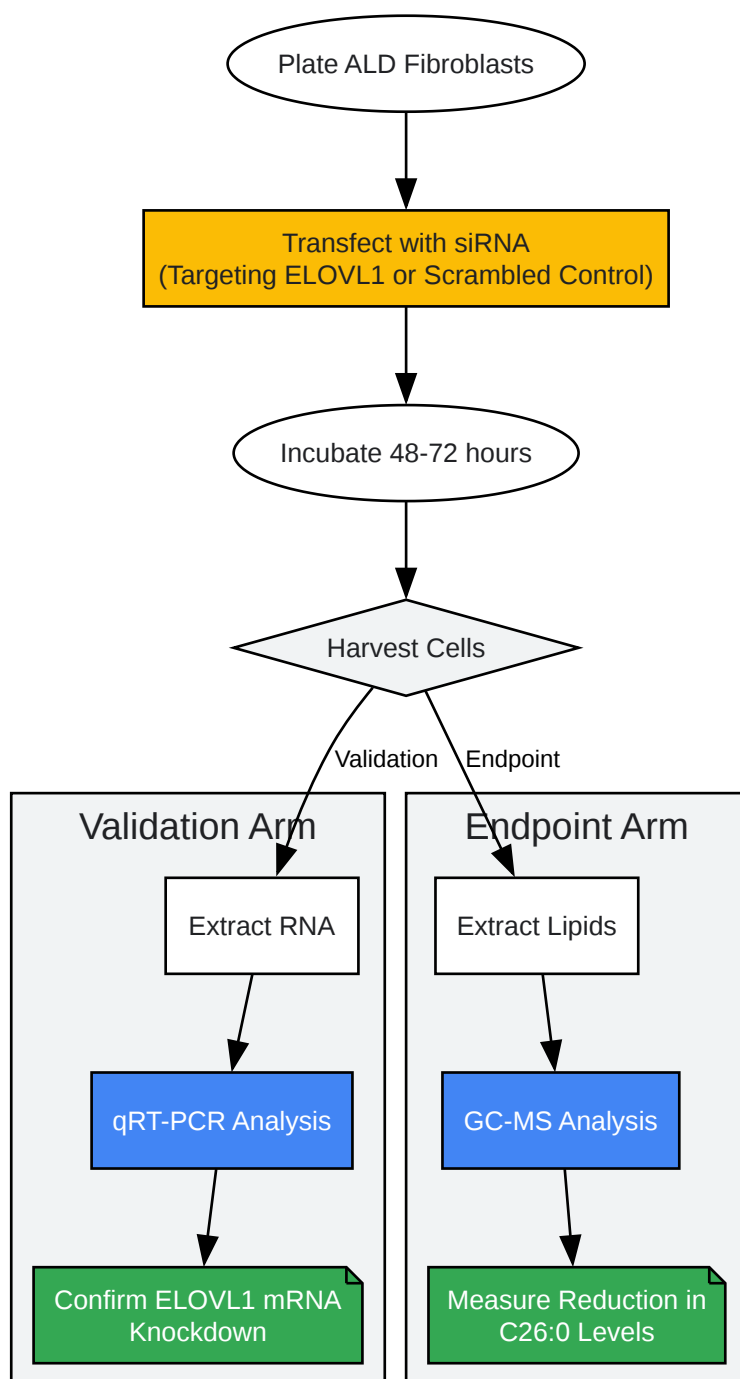 Plate ALD Fibroblasts
Transfect with siRNA
(Targeting ELOVL1 or Scrambled Control)
Incubate 48-72 hours
Harvest Cells
Validation
Endpoint
Validation Arm
Extract RNA
qRT-PCR Analysis
Confirm ELOVL1 mRNA
Knockdown
Endpoint Arm
Extract Lipids
GC-MS Analysis
Measure Reduction in
C26:0 Levels